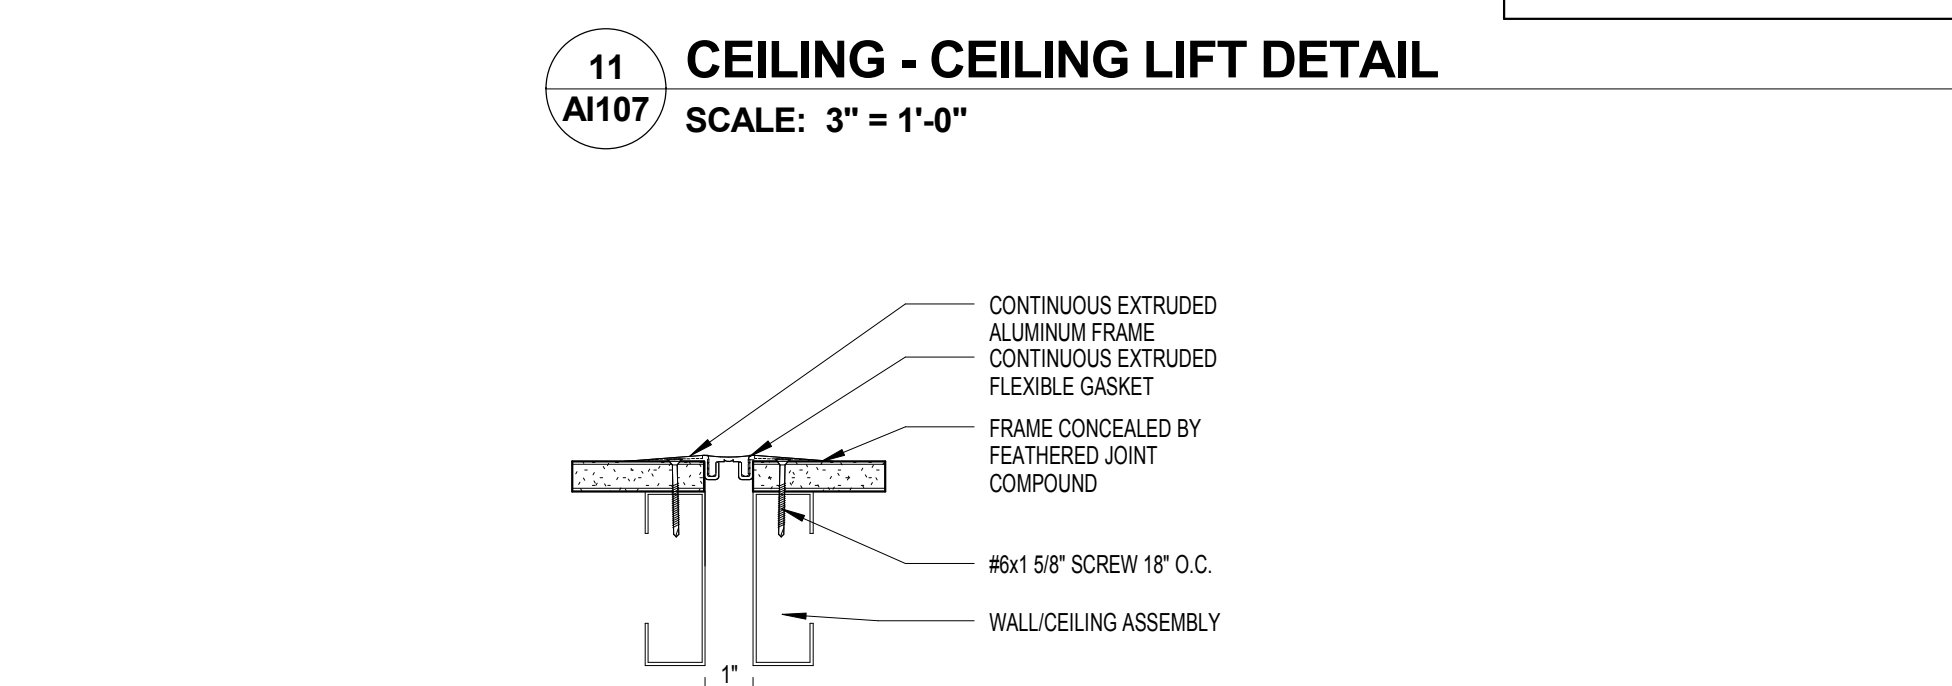 11
AI107
CEILING - CEILING LIFT DETAIL
SCALE: 3" = 1'-0"
CONTINUOUS EXTRUDED
ALUMINUM FRAME
CONTINUOUS EXTRUDED
FLEXIBLE GASKET
FRAME CONCEALED BY
FEATHERED JOINT
COMPOUND
#6x1 5/8" SCREW 18" O.C.
WALL/CEILING ASSEMBLY
1"